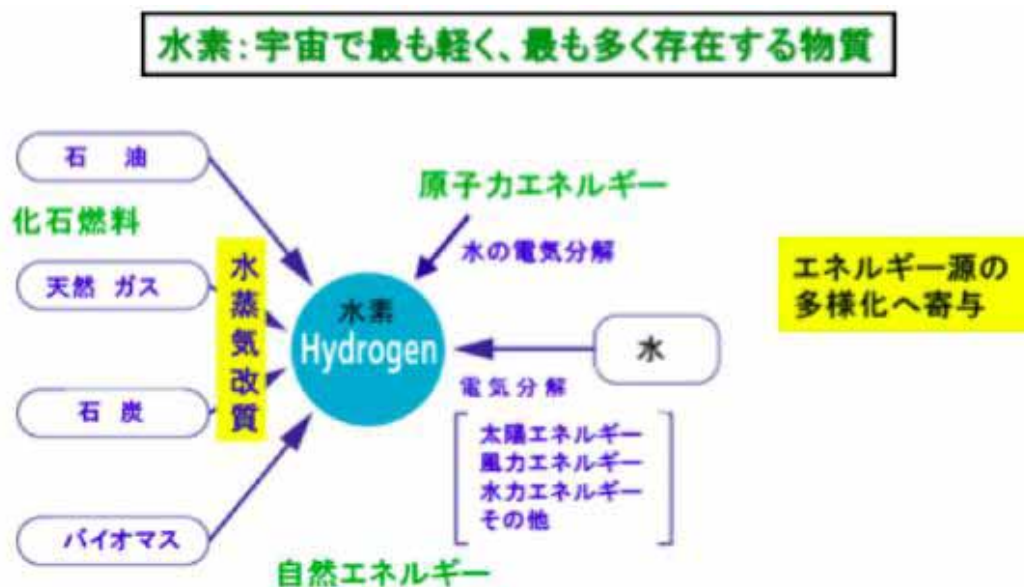 水素：宇宙で最も軽く、最も多く存在する物質
石 油
化石燃料
天然 ガス
石 炭
バイオマス
水蒸気改質
水素
Hydrogen
原子力エネルギー
水の電気分解
水
電気分解
太陽エネルギー
風力エネルギー
水力エネルギー
その他
自然エネルギー
エネルギー源の
多様化へ寄与